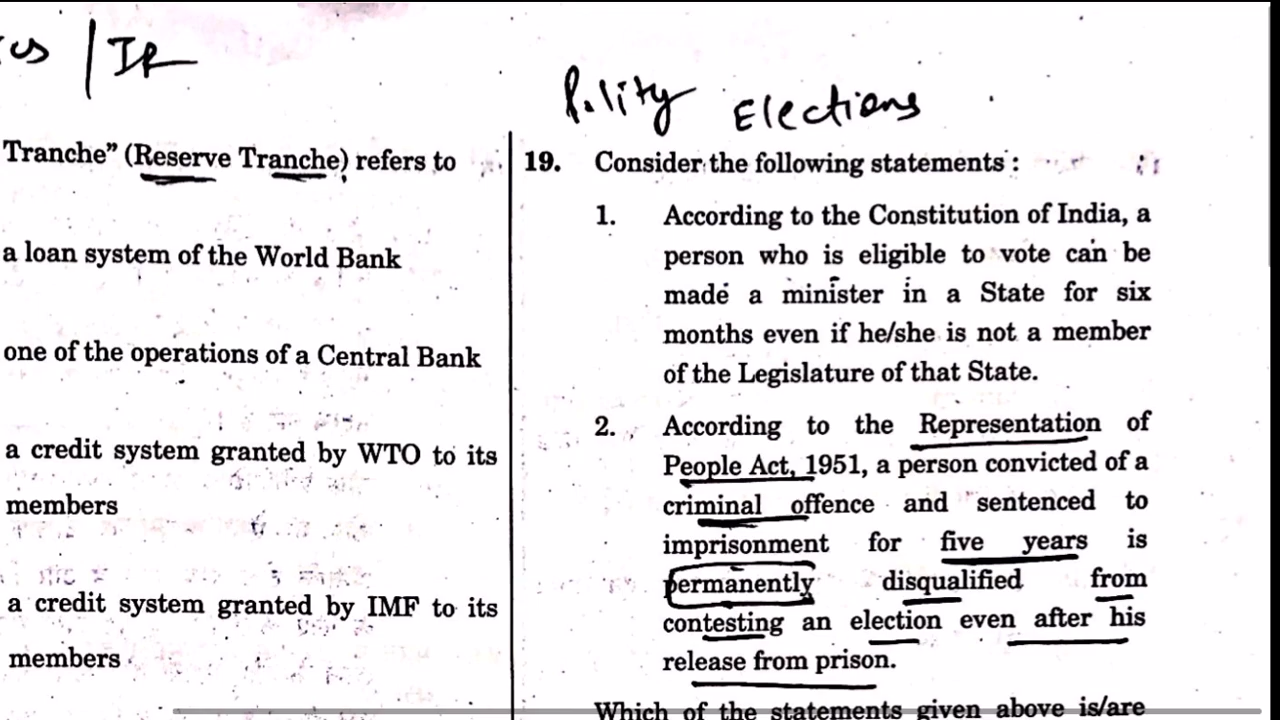 IR
Polity Elections
Tranche" (Reserve Tranche) refers to
a loan system of the World Bank
one of the operations of a Central Bank
a credit system granted by WTO to its
members
a credit system granted by IMF to its
members
19. Consider the following statements :
1. According to the Constitution of India, a
person who is eligible to vote can be
made a minister in a State for six
months even if he/she is not a member
of the Legislature of that State.
2. According to the Representation of
People Act, 1951, a person convicted of a
criminal offence and sentenced to
imprisonment for five years is
permanently disqualified from
contesting an election even after his
release from prison.
Which of the statements given above is/are